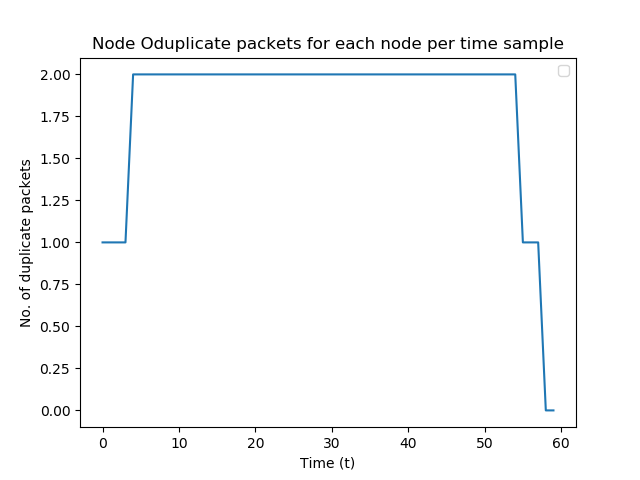 Node Oduplicate packets for each node per time sample
2.00
1.75
1.50
1.25
1.00
0.75
0.50
0.25
0.00
No. of duplicate packets
0 10 20 30 40 50 60
Time (t)